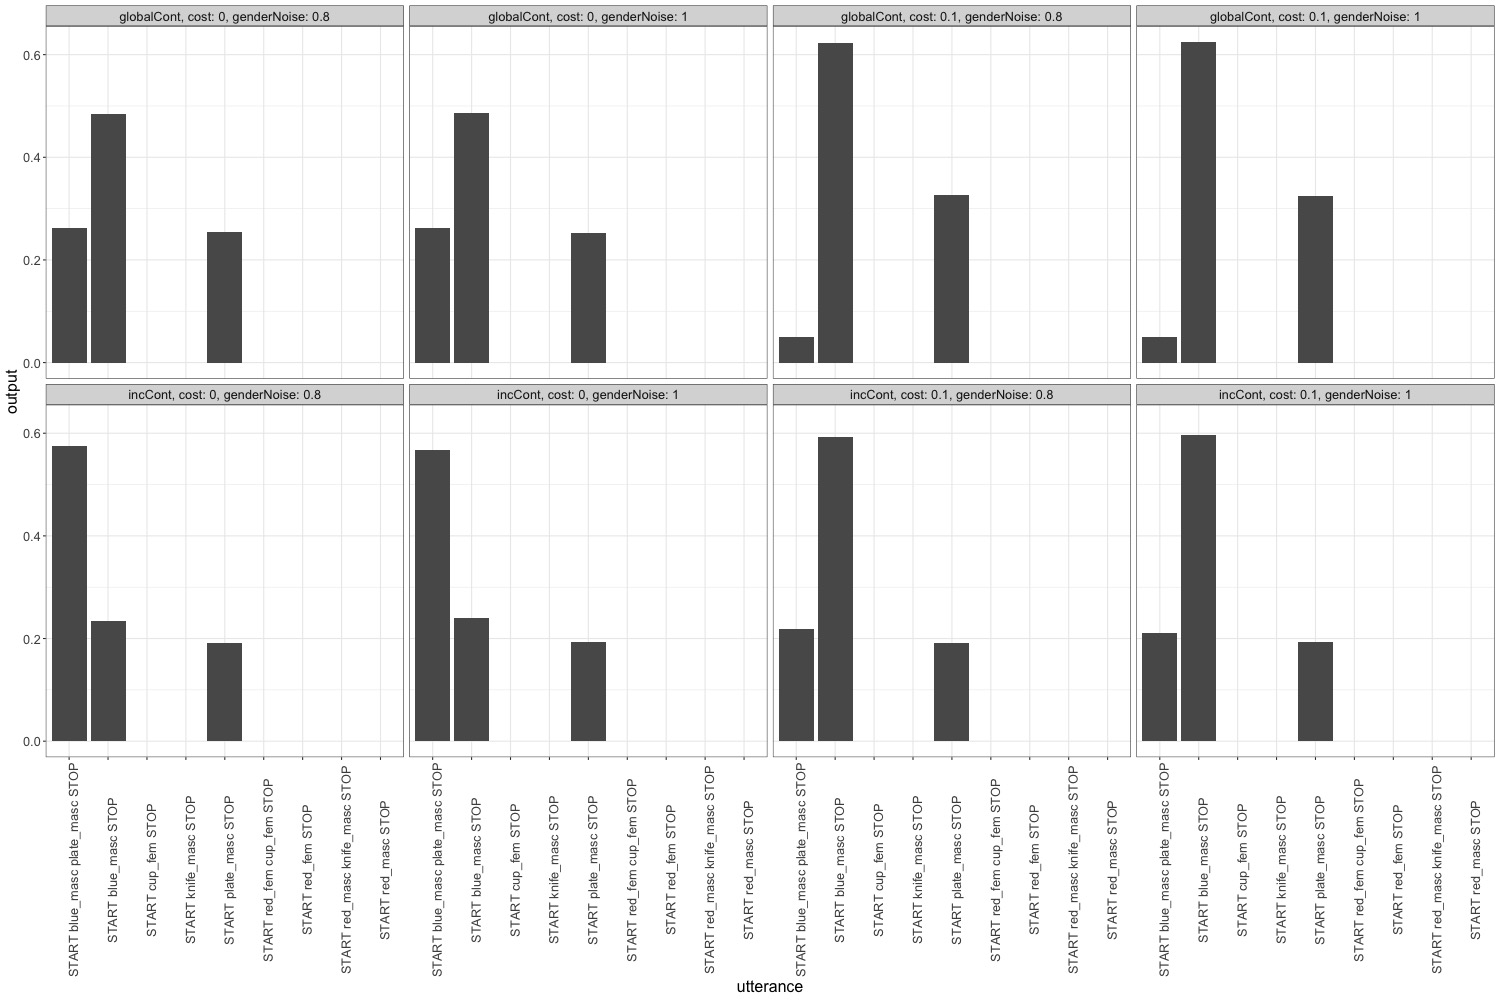 globalCont, cost: 0, genderNoise: 0.8
globalCont, cost: 0, genderNoise: 1
globalCont, cost: 0.1, genderNoise: 0.8
globalCont, cost: 0.1, genderNoise: 1
0.6
0.4
0.2
0.0
output
incCont, cost: 0, genderNoise: 0.8
incCont, cost: 0, genderNoise: 1
incCont, cost: 0.1, genderNoise: 0.8
incCont, cost: 0.1, genderNoise: 1
0.6
0.4
0.2
0.0
START blue_masc plate_masc STOP
START blue_masc STOP
START cup_fem STOP
START knife_masc STOP
START plate_masc STOP
START red_fem cup_fem STOP
START red_fem STOP
START red_masc knife_masc STOP
START red_masc STOP
START blue_masc plate_masc STOP
START blue_masc STOP
START cup_fem STOP
START knife_masc STOP
START plate_masc STOP
START red_fem cup_fem STOP
START red_fem STOP
START red_masc knife_masc STOP
START red_masc STOP
START blue_masc plate_masc STOP
START blue_masc STOP
START cup_fem STOP
START knife_masc STOP
START plate_masc STOP
START red_fem cup_fem STOP
START red_fem STOP
START red_masc knife_masc STOP
START red_masc STOP
START blue_masc plate_masc STOP
START blue_masc STOP
START cup_fem STOP
START knife_masc STOP
START plate_masc STOP
START red_fem cup_fem STOP
START red_fem STOP
START red_masc knife_masc STOP
START red_masc STOP
utterance